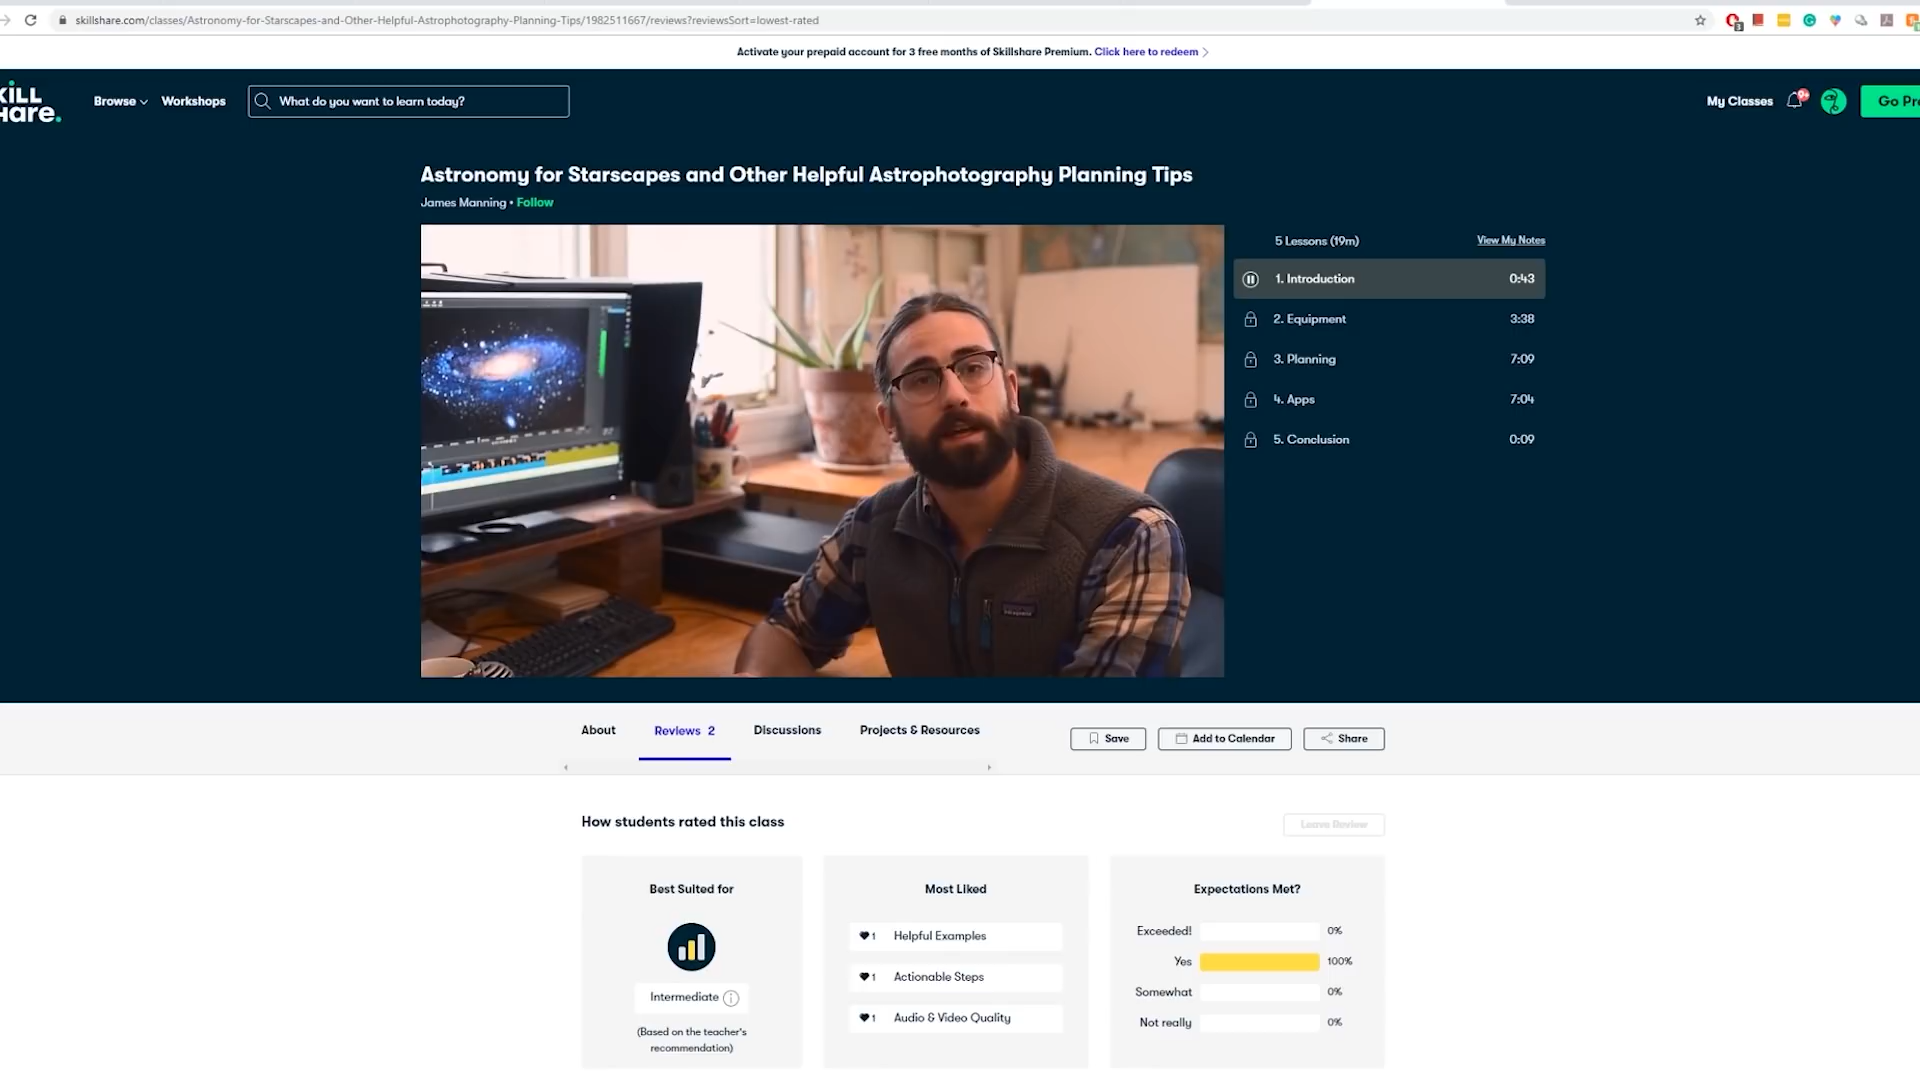 skillshare.com/classes/Astronomy-for-Starscapes-and-Other-Helpful-Astrophotography-Planning-Tips/1982511667/reviews?reviewsSort=lowest-rated
Activate your prepaid account for 3 free months of Skillshare Premium. Click here to redeem
Browse
Workshops
What do you want to learn today?
My Classes
Go Pre
Astronomy for Starscapes and Other Helpful Astrophotography Planning Tips
James Manning • Follow
5 Lessons (19m)
View My Notes
1. Introduction 0:43
2. Equipment 3:38
3. Planning 7:09
4. Apps 7:04
5. Conclusion 0:09
patagonia
About
Reviews 2
Discussions
Projects & Resources
Save
Add to Calendar
Share
How students rated this class
Leave Review
Best Suited for
Intermediate
(Based on the teacher's
recommendation)
Most Liked
1 Helpful Examples
1 Actionable Steps
1 Audio & Video Quality
Expectations Met?
Exceeded! 0%
Yes 100%
Somewhat 0%
Not really 0%